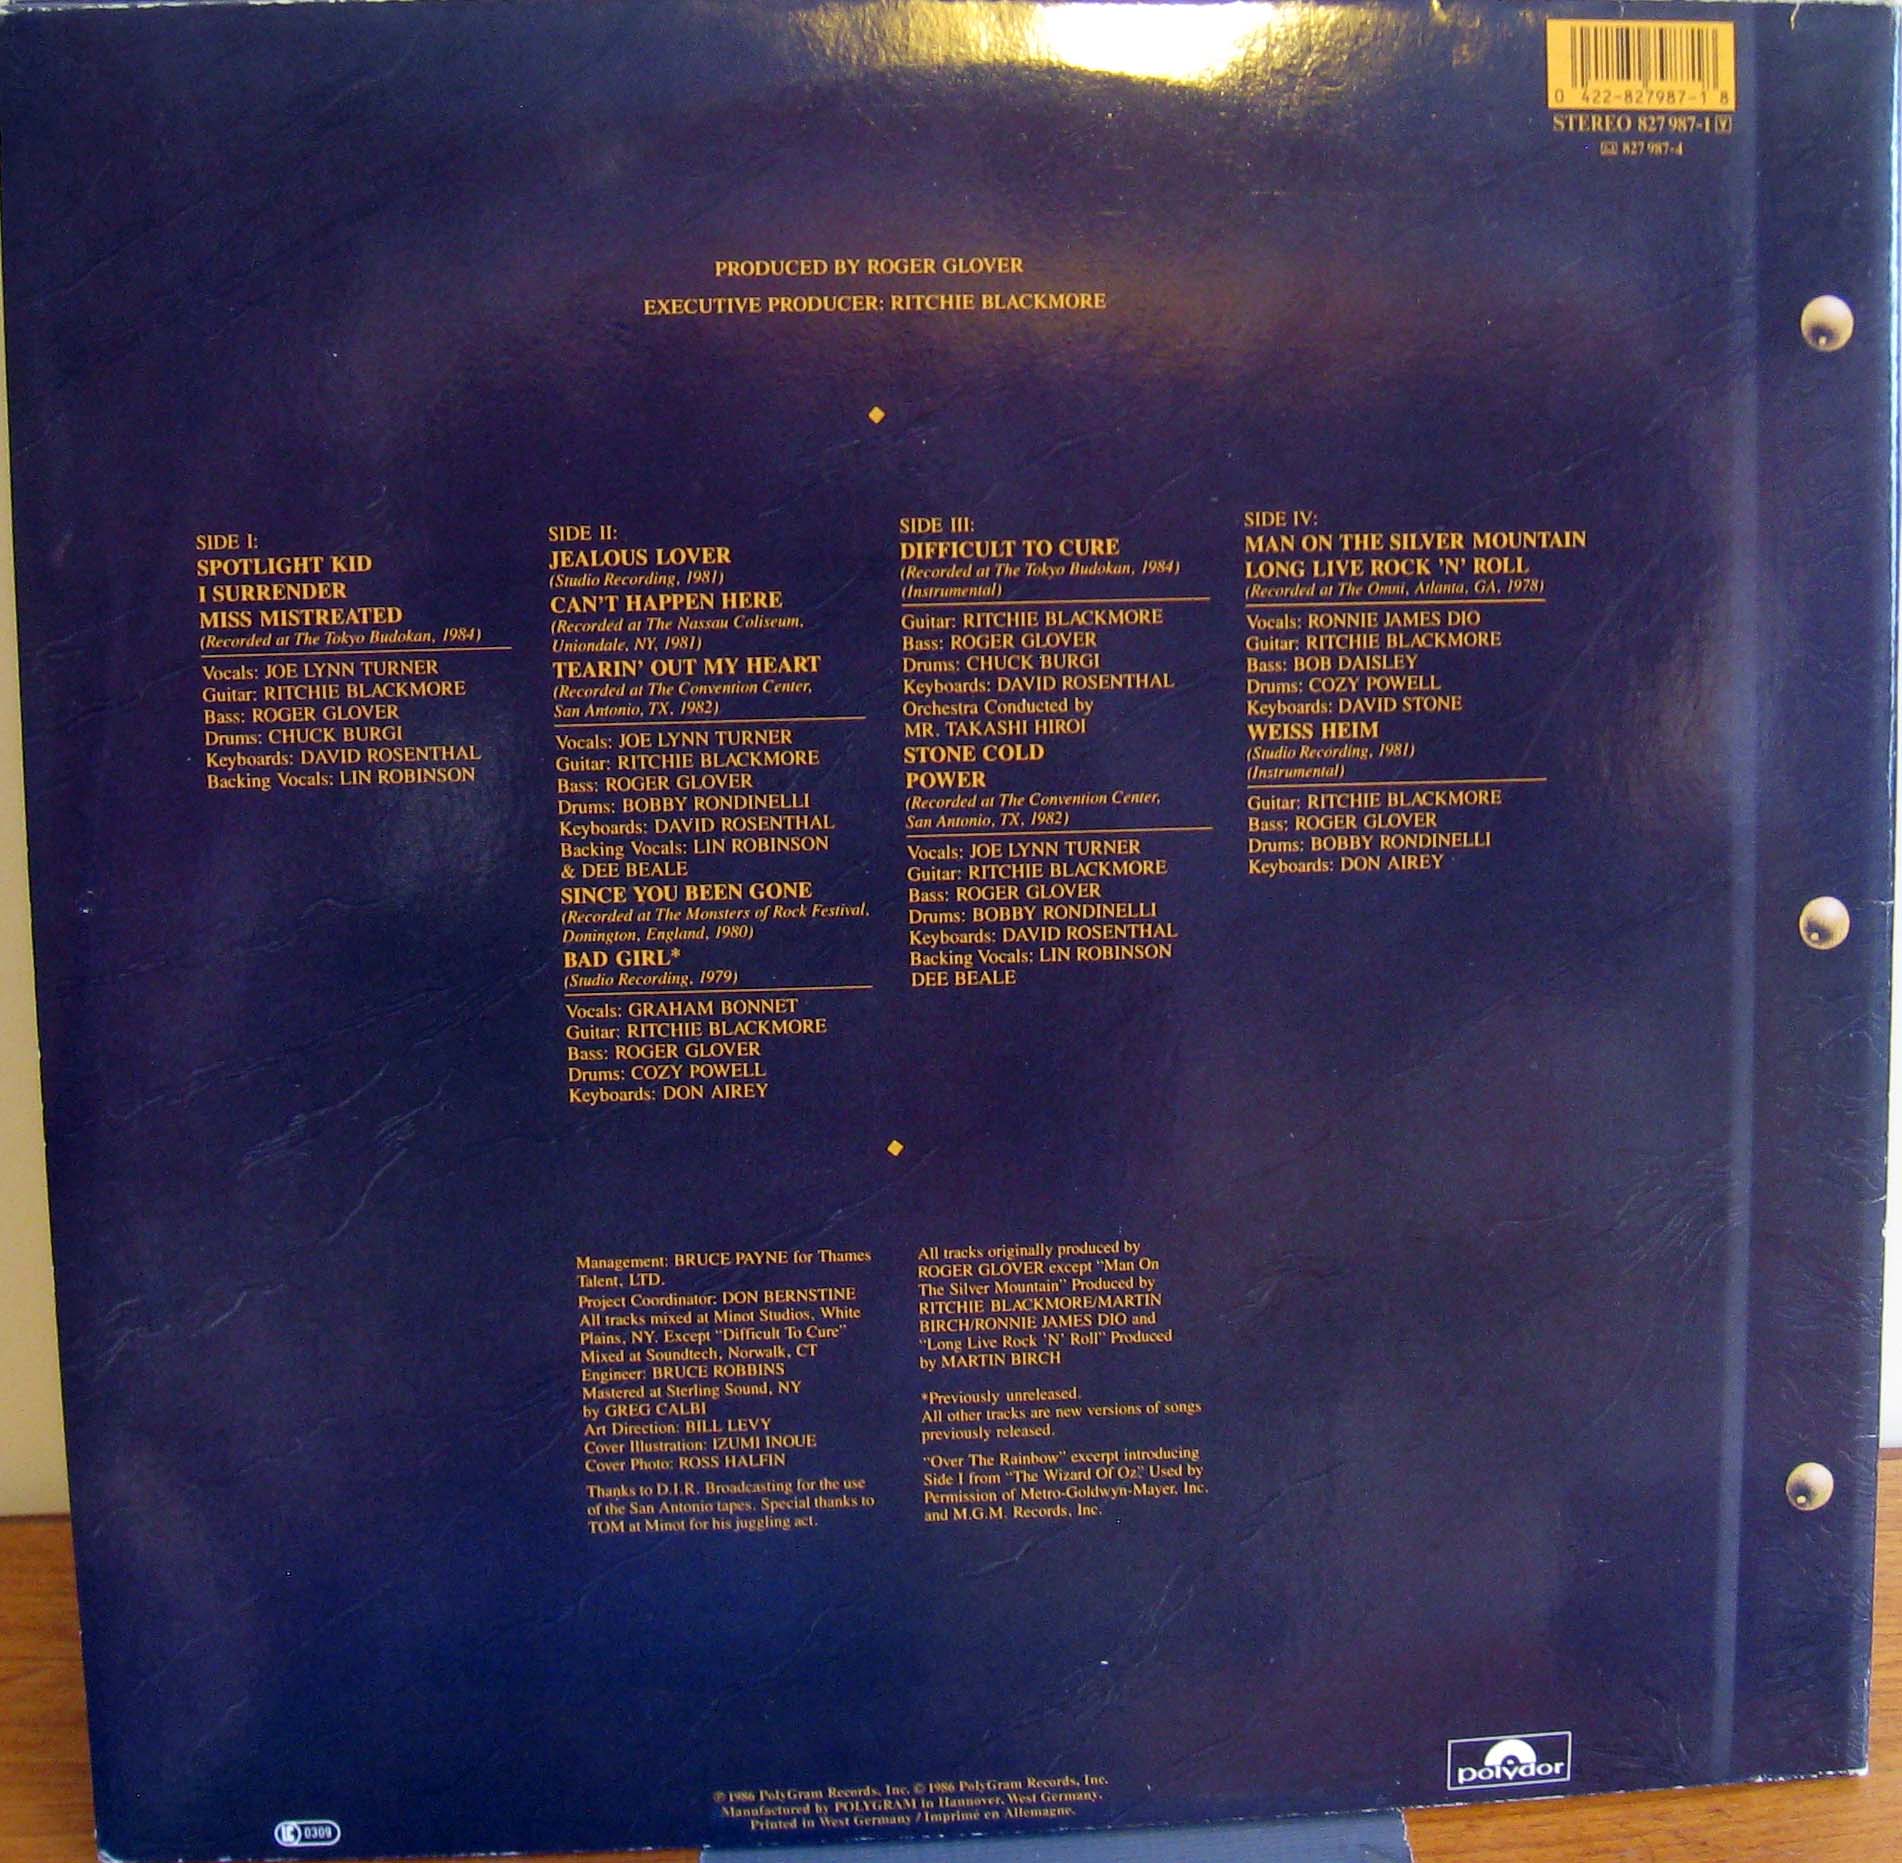 0 422-827987-1 8
STEREO 827 987-1 Y
827 987-4
PRODUCED BY ROGER GLOVER
EXECUTIVE PRODUCER: RITCHIE BLACKMORE
SIDE I:
SPOTLIGHT KID
I SURRENDER
MISS MISTREATED
(Recorded at The Tokyo Budokan, 1984)
Vocals: JOE LYNN TURNER
Guitar: RITCHIE BLACKMORE
Bass: ROGER GLOVER
Drums: CHUCK BURGI
Keyboards: DAVID ROSENTHAL
Backing Vocals: LIN ROBINSON
SIDE II:
JEALOUS LOVER
(Studio Recording, 1981)
CAN'T HAPPEN HERE
(Recorded at The Nassau Coliseum,
Uniondale, NY, 1981)
TEARIN' OUT MY HEART
(Recorded at The Convention Center,
San Antonio, TX, 1982)
Vocals: JOE LYNN TURNER
Guitar: RITCHIE BLACKMORE
Bass: ROGER GLOVER
Drums: BOBBY RONDINELLI
Keyboards: DAVID ROSENTHAL
Backing Vocals: LIN ROBINSON
& DEE BEALE
SINCE YOU BEEN GONE
(Recorded at The Monsters of Rock Festival,
Donington, England, 1980)
BAD GIRL*
(Studio Recording, 1979)
Vocals: GRAHAM BONNET
Guitar: RITCHIE BLACKMORE
Bass: ROGER GLOVER
Drums: COZY POWELL
Keyboards: DON AIREY
SIDE III:
DIFFICULT TO CURE
(Recorded at The Tokyo Budokan, 1984)
(Instrumental)
Guitar: RITCHIE BLACKMORE
Bass: ROGER GLOVER
Drums: CHUCK BURGI
Keyboards: DAVID ROSENTHAL
Orchestra Conducted by
MR. TAKASHI HIROI
STONE COLD
POWER
(Recorded at The Convention Center,
San Antonio, TX, 1982)
Vocals: JOE LYNN TURNER
Guitar: RITCHIE BLACKMORE
Bass: ROGER GLOVER
Drums: BOBBY RONDINELLI
Keyboards: DAVID ROSENTHAL
Backing Vocals: LIN ROBINSON
DEE BEALE
SIDE IV:
MAN ON THE SILVER MOUNTAIN
LONG LIVE ROCK 'N' ROLL
(Recorded at The Omni, Atlanta, GA, 1978)
Vocals: RONNIE JAMES DIO
Guitar: RITCHIE BLACKMORE
Bass: BOB DAISLEY
Drums: COZY POWELL
Keyboards: DAVID STONE
WEISS HEIM
(Studio Recording, 1981)
(Instrumental)
Guitar: RITCHIE BLACKMORE
Bass: ROGER GLOVER
Drums: BOBBY RONDINELLI
Keyboards: DON AIREY
Management: BRUCE PAYNE for Thames
Talent, LTD.
Project Coordinator: DON BERNSTINE
All tracks mixed at Minot Studios, White
Plains, NY. Except "Difficult To Cure"
Mixed at Soundtech, Norwalk, CT
Engineer: BRUCE ROBBINS
Mastered at Sterling Sound, NY
by GREG CALBI
Art Direction: BILL LEVY
Cover Illustration: IZUMI INOUE
Cover Photo: ROSS HALFIN
Thanks to D.I.R. Broadcasting for the use
of the San Antonio tapes. Special thanks to
TOM at Minot for his juggling act.
All tracks originally produced by
ROGER GLOVER except "Man On
The Silver Mountain" Produced by
RITCHIE BLACKMORE/MARTIN
BIRCH/RONNIE JAMES DIO and
"Long Live Rock 'N' Roll" Produced
by MARTIN BIRCH
*Previously unreleased.
All other tracks are new versions of songs
previously released.
"Over The Rainbow" excerpt introducing
Side I from "The Wizard Of Oz." Used by
Permission of Metro-Goldwyn-Mayer, Inc.
and M.G.M. Records, Inc.
polydor
℗ 1986 PolyGram Records, Inc. © 1986 PolyGram Records, Inc.
Manufactured by POLYGRAM in Hannover, West Germany.
Printed in West Germany / Imprimé en Allemagne.
LC 0309